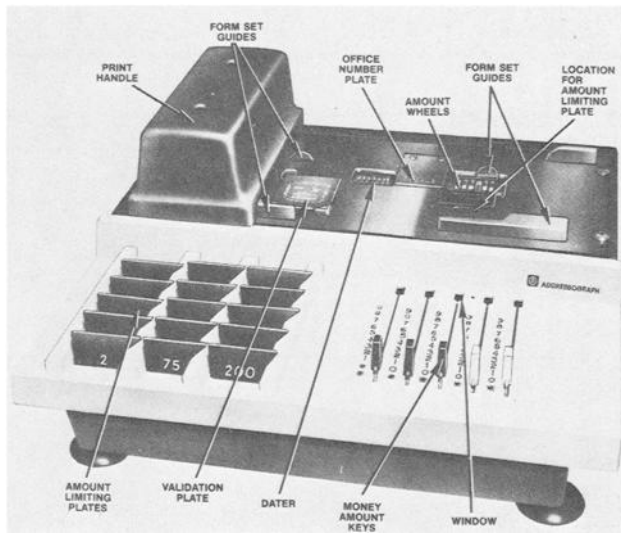 FORM SET
GUIDES
PRINT
HANDLE
OFFICE
NUMBER
PLATE
AMOUNT
WHEELS
FORM SET
GUIDES
LOCATION
FOR
AMOUNT
LIMITING
PLATE
ADDRESSOGRAPH
2 75 200
AMOUNT
LIMITING
PLATES
VALIDATION
PLATE
DATER
MONEY
AMOUNT
KEYS
WINDOW